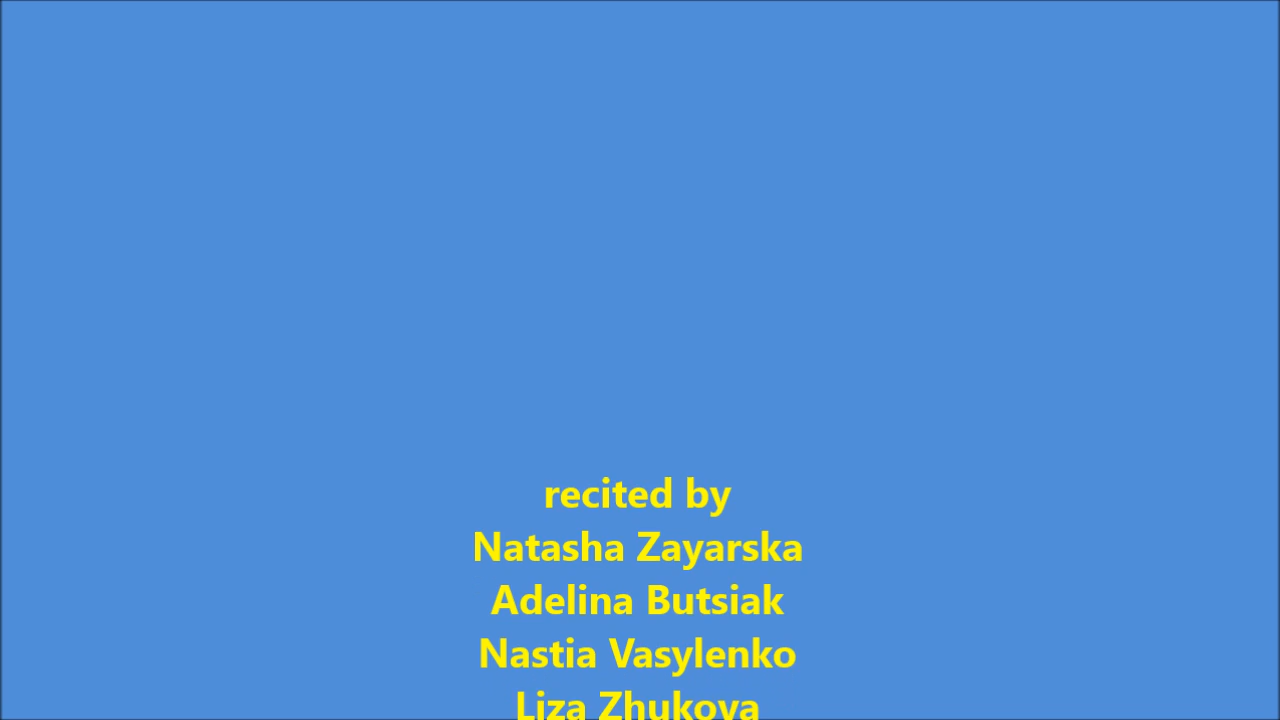 recited by
Natasha Zayarska
Adelina Butsiak
Nastia Vasylenko
Liza Zhukova